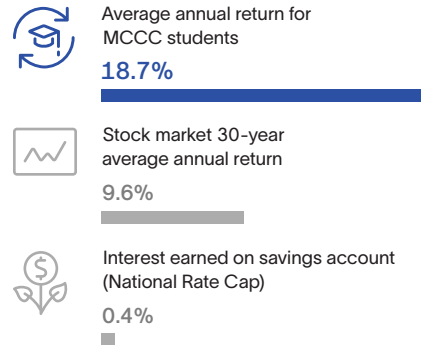 Average annual return for
MCCC students
18.7%
Stock market 30-year
average annual return
9.6%
Interest earned on savings account
(National Rate Cap)
0.4%